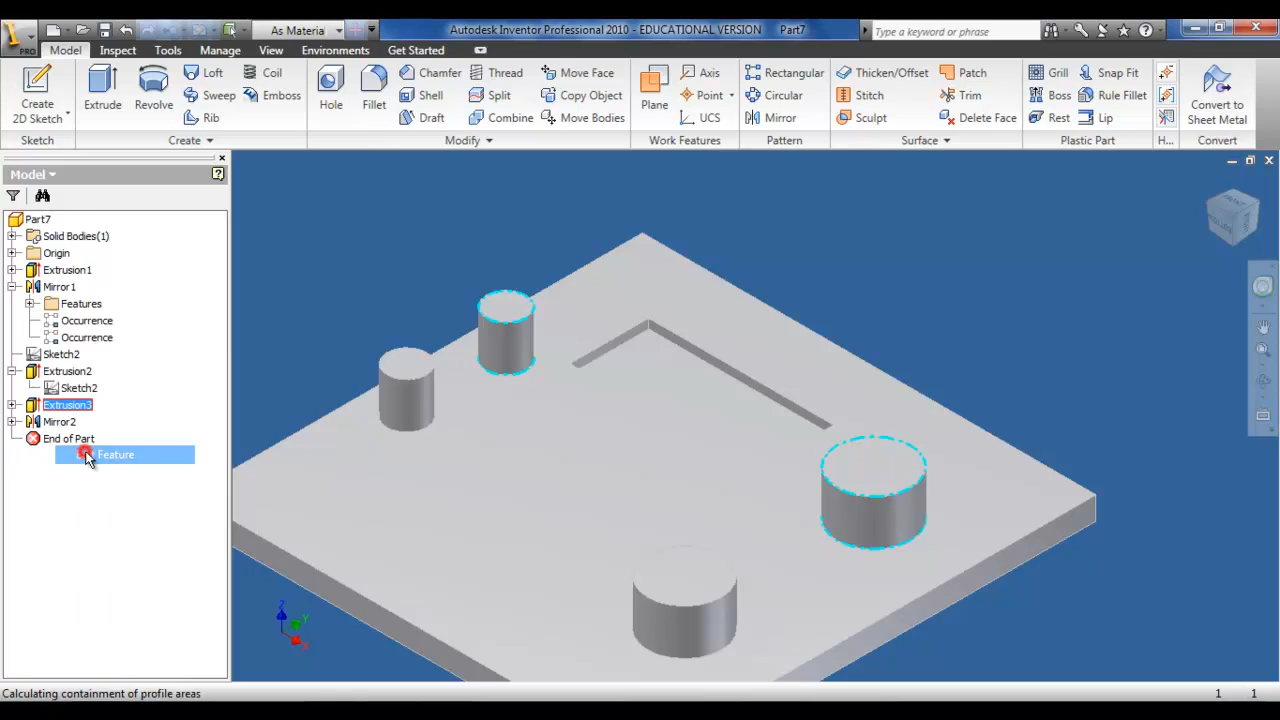 As Material
Autodesk Inventor Professional 2010 - EDUCATIONAL VERSION Part7
Type a keyword or phrase
PRO
Model Inspect Tools Manage View Environments Get Started
Create 2D Sketch
Extrude
Revolve
Loft
Sweep
Rib
Coil
Emboss
Hole
Fillet
Chamfer
Shell
Draft
Thread
Split
Combine
Move Face
Copy Object
Move Bodies
Plane
Axis
Point
UCS
Rectangular
Circular
Mirror
Thicken/Offset
Stitch
Sculpt
Patch
Trim
Delete Face
Grill
Boss
Rest
Snap Fit
Rule Fillet
Lip
Convert to Sheet Metal
Sketch Create Modify Work Features Pattern Surface Plastic Part H... Convert
Model
Part7
Solid Bodies(1)
Origin
Extrusion1
Mirror1
Features
Occurrence
Occurrence
Sketch2
Extrusion2
Sketch2
Extrusion3
Mirror2
End of Part
Feature
Z
Y
X
Calculating containment of profile areas
1 1